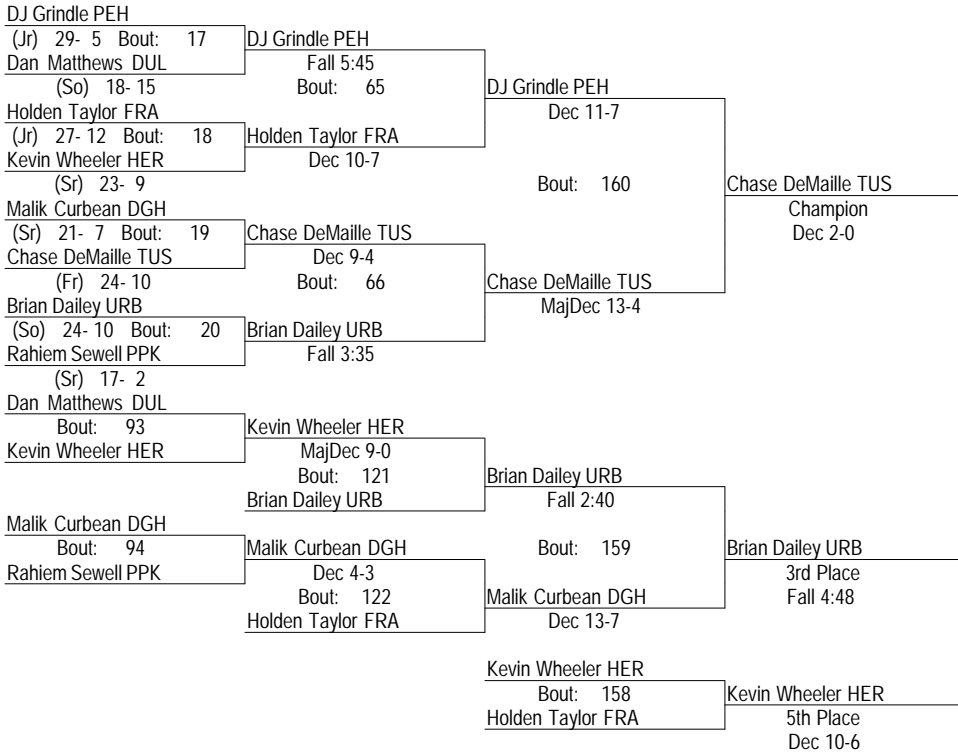 DJ Grindle PEH
(Jr) 29- 5 Bout: 17 DJ Grindle PEH
Dan Matthews DUL Fall 5:45
(So) 18- 15 Bout: 65 DJ Grindle PEH
Holden Taylor FRA Dec 11-7
(Jr) 27- 12 Bout: 18 Holden Taylor FRA
Kevin Wheeler HER Dec 10-7
(Sr) 23- 9 Bout: 160 Chase DeMaille TUS
Malik Curbean DGH Champion
(Sr) 21- 7 Bout: 19 Chase DeMaille TUS Dec 2-0
Chase DeMaille TUS Dec 9-4
(Fr) 24- 10 Bout: 66 Chase DeMaille TUS
Brian Dailey URB MajDec 13-4
(So) 24- 10 Bout: 20 Brian Dailey URB
Rahiem Sewell PPK Fall 3:35
(Sr) 17- 2
Dan Matthews DUL
Bout: 93 Kevin Wheeler HER
Kevin Wheeler HER MajDec 9-0
Bout: 121 Brian Dailey URB
Brian Dailey URB Fall 2:40
Malik Curbean DGH
Bout: 94 Malik Curbean DGH Bout: 159 Brian Dailey URB
Rahiem Sewell PPK Dec 4-3 3rd Place
Bout: 122 Malik Curbean DGH Fall 4:48
Holden Taylor FRA Dec 13-7
Kevin Wheeler HER
Bout: 158 Kevin Wheeler HER
Holden Taylor FRA 5th Place
Dec 10-6